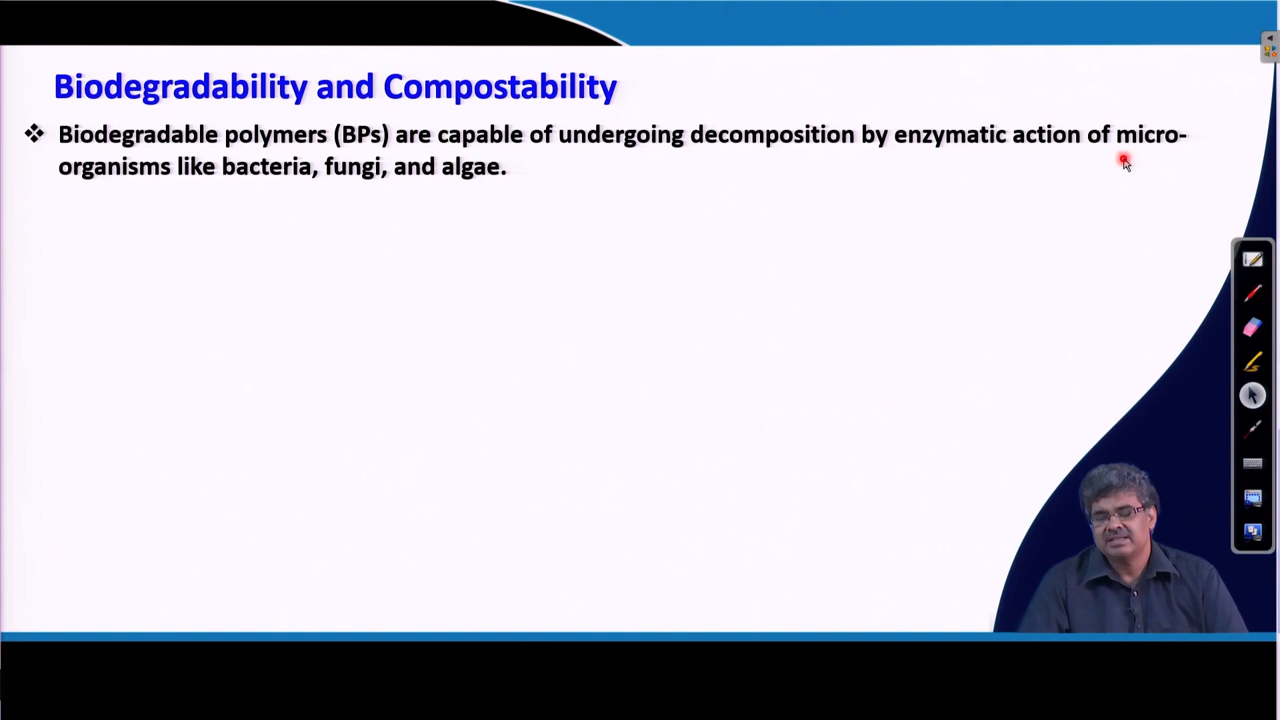 Biodegradability and Compostability
❖ Biodegradable polymers (BPs) are capable of undergoing decomposition by enzymatic action of micro-
organisms like bacteria, fungi, and algae.